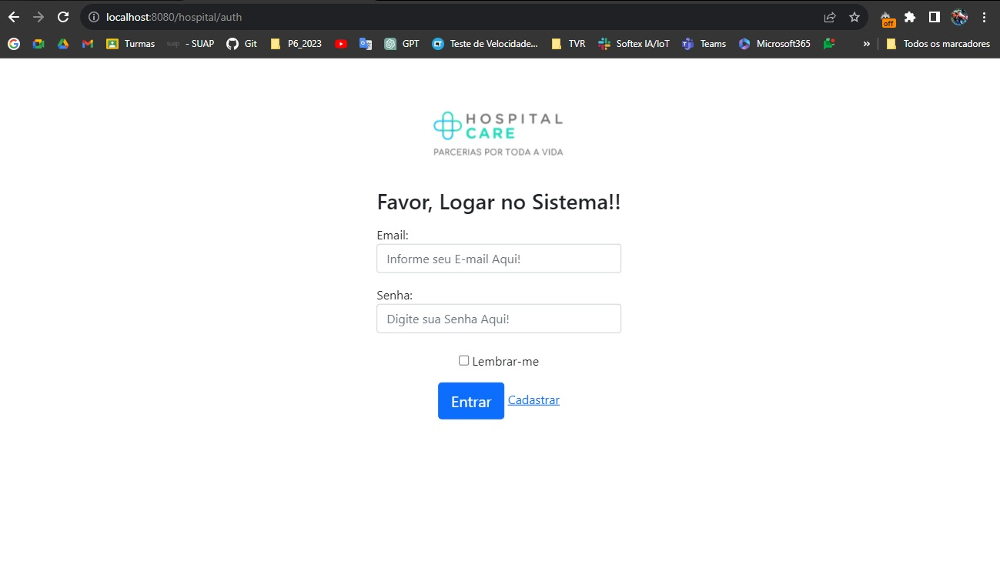 localhost:8080/hospital/auth
off
Turmas
suap - SUAP
Git
P6_2023
GPT
Teste de Velocidade...
TVR
Softex IA/IoT
Teams
Microsoft365
»
Todos os marcadores
HOSPITAL
CARE
PARCERIAS POR TODA A VIDA
Favor, Logar no Sistema!!
Email:
Informe seu E-mail Aqui!
Senha:
Digite sua Senha Aqui!
Lembrar-me
Entrar Cadastrar